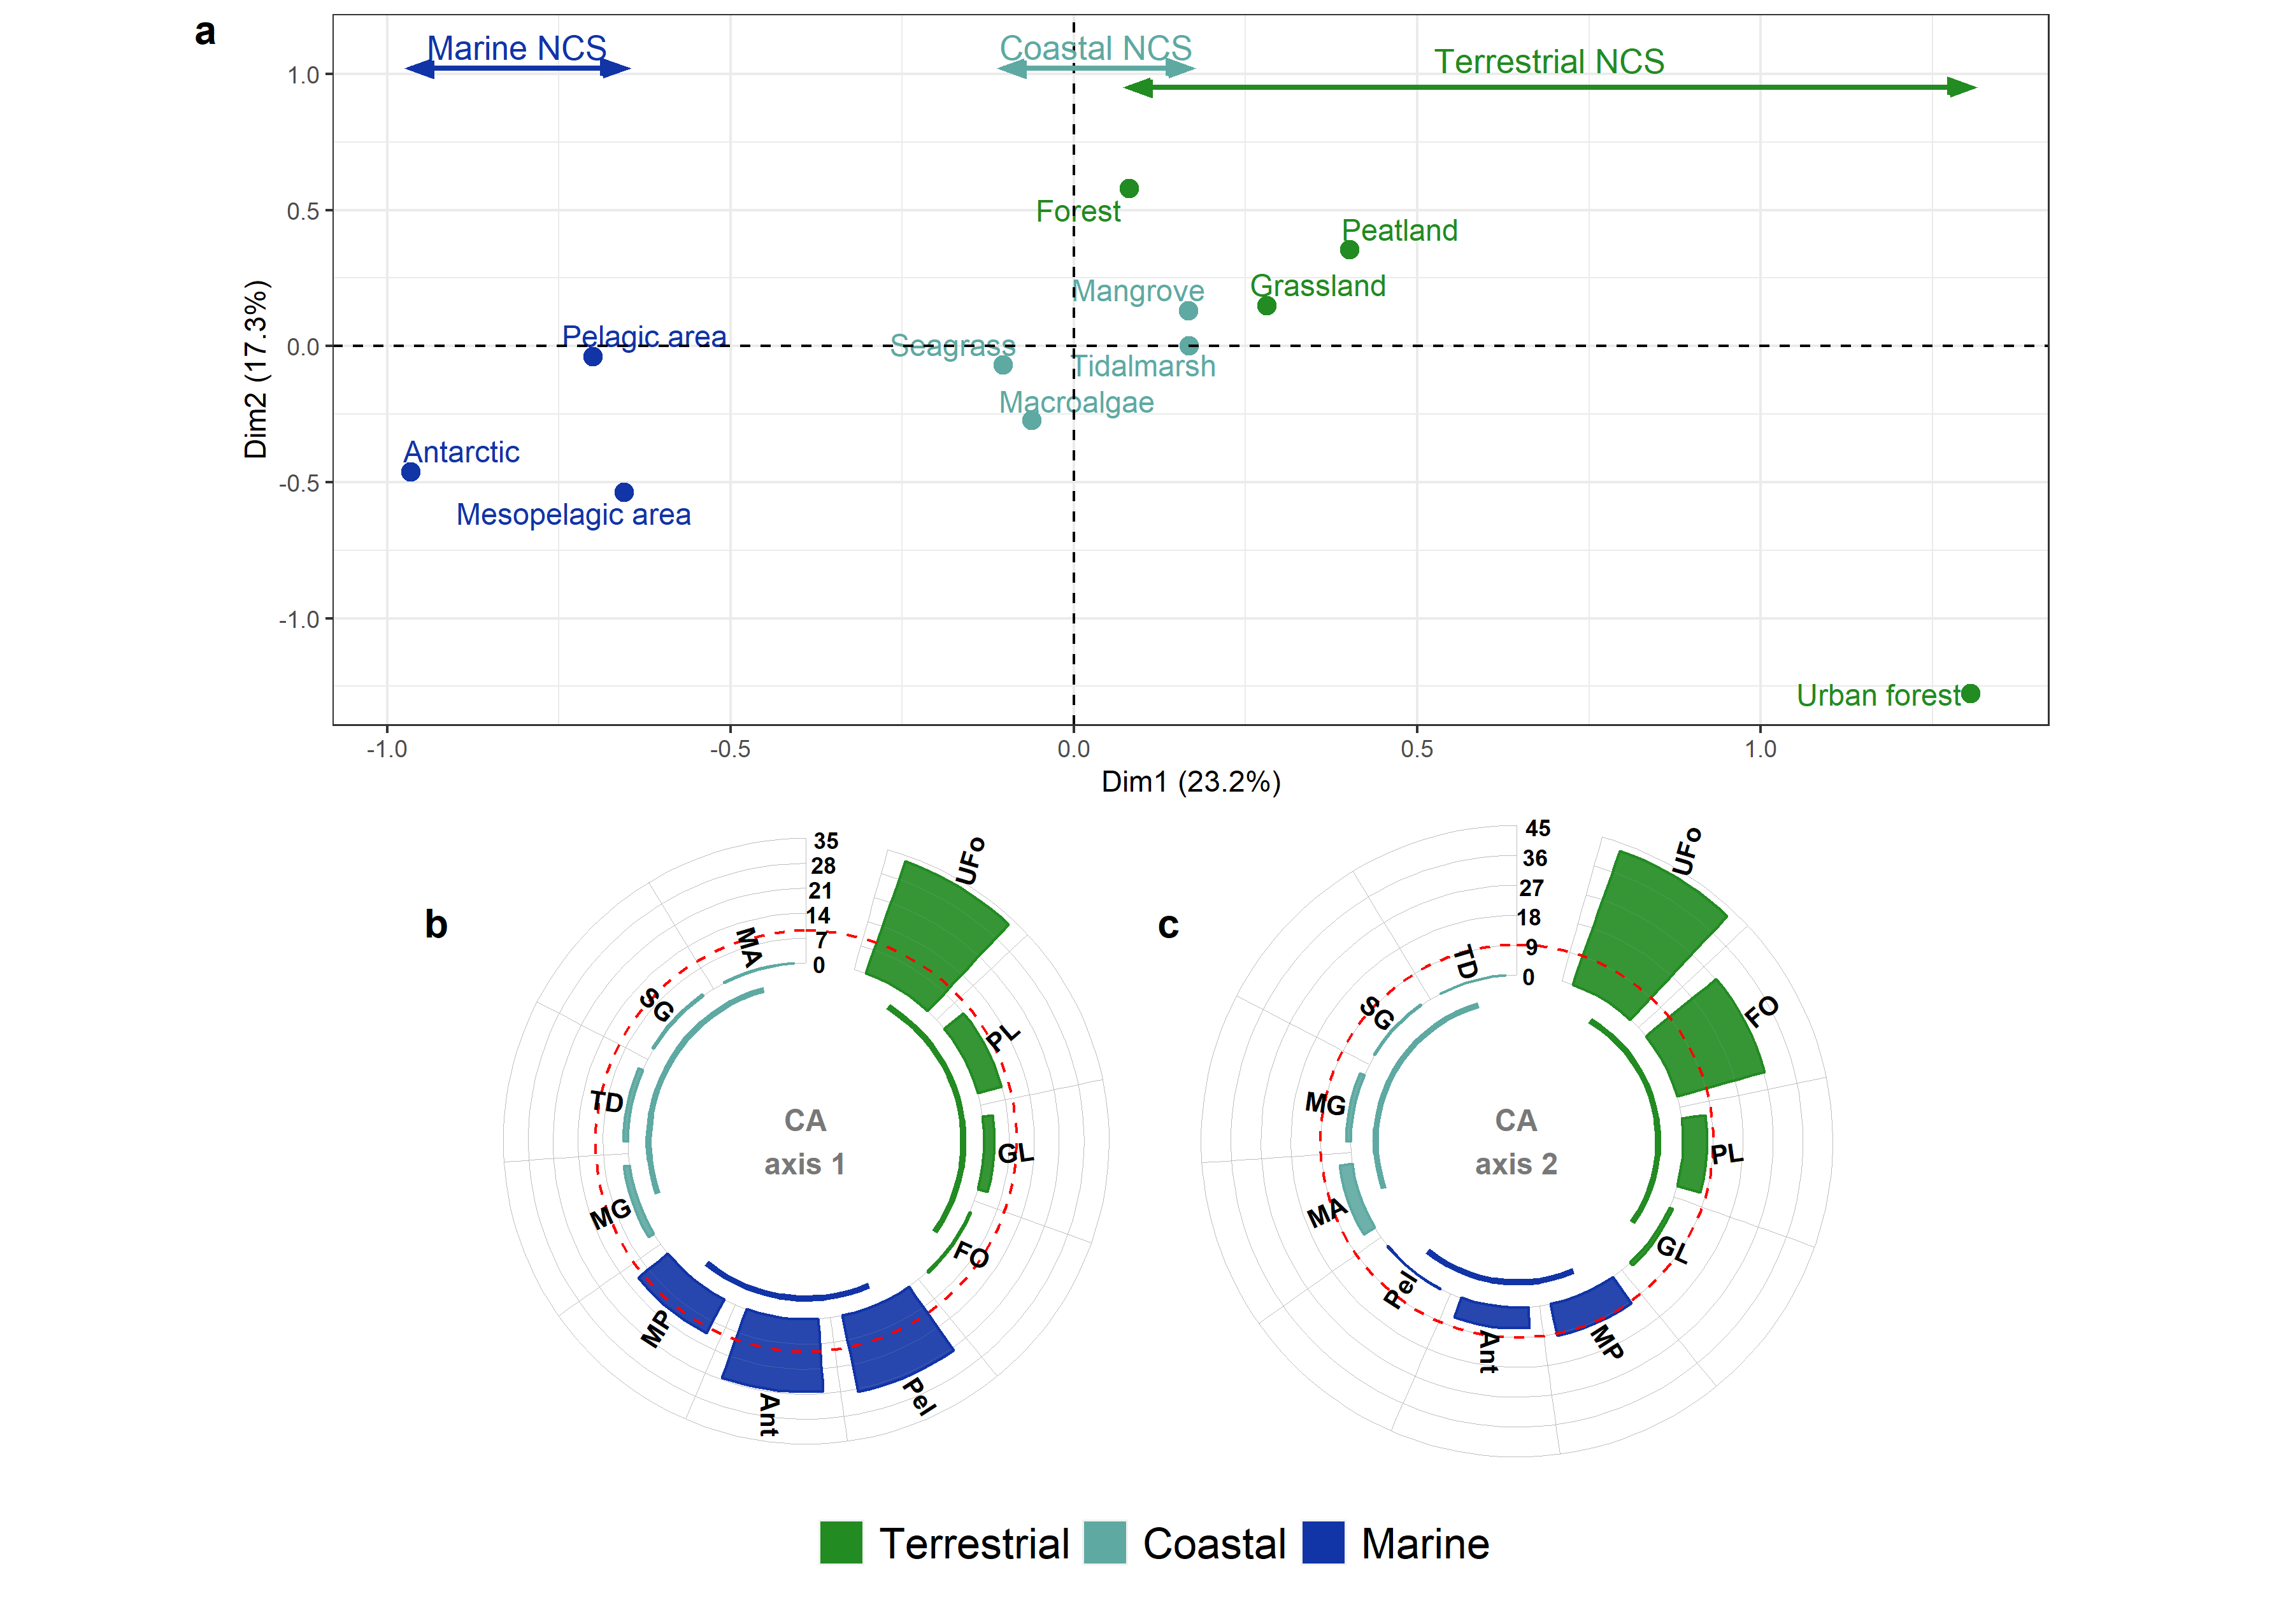 a
Marine NCS
Coastal NCS
Terrestrial NCS
1.0
0.5
0.0
-0.5
-1.0
Dim2 (17.3%)
Forest
Peatland
Grassland
Mangrove
Pelagic area
Seagrass
Tidalmarsh
Macroalgae
Antarctic
Mesopelagic area
Urban forest
-1.0 -0.5 0.0 0.5 1.0
Dim1 (23.2%)
b
35
28
21
14
7
0
UFo
PL
GL
FO
Pel
Ant
MP
MG
TD
SG
MA
CA
axis 1
c
45
36
27
18
9
0
UFo
FO
PL
GL
MP
Ant
Pel
MA
MG
SG
TD
CA
axis 2
Terrestrial Coastal Marine